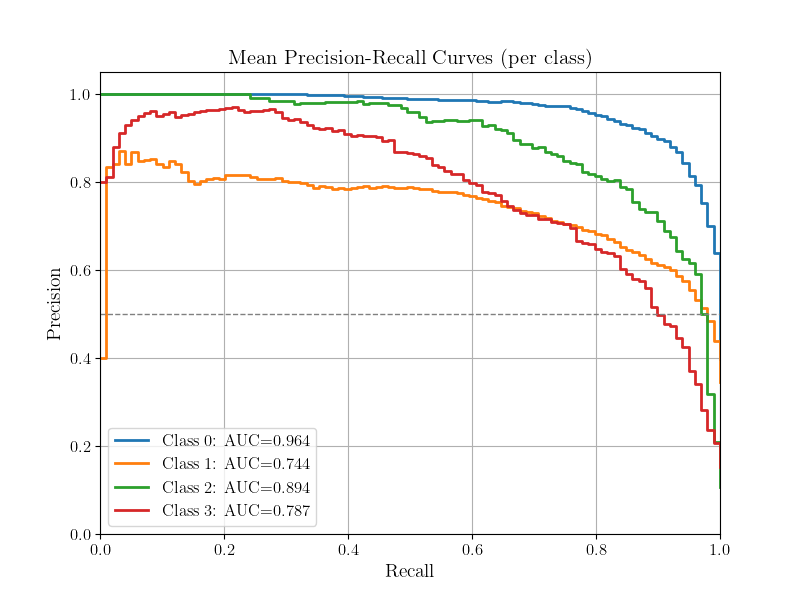 Mean Precision-Recall Curves (per class)
Precision
1.0
0.8
0.6
0.4
0.2
0.0
Class 0: AUC=0.964
Class 1: AUC=0.744
Class 2: AUC=0.894
Class 3: AUC=0.787
0.0 0.2 0.4 0.6 0.8 1.0
Recall